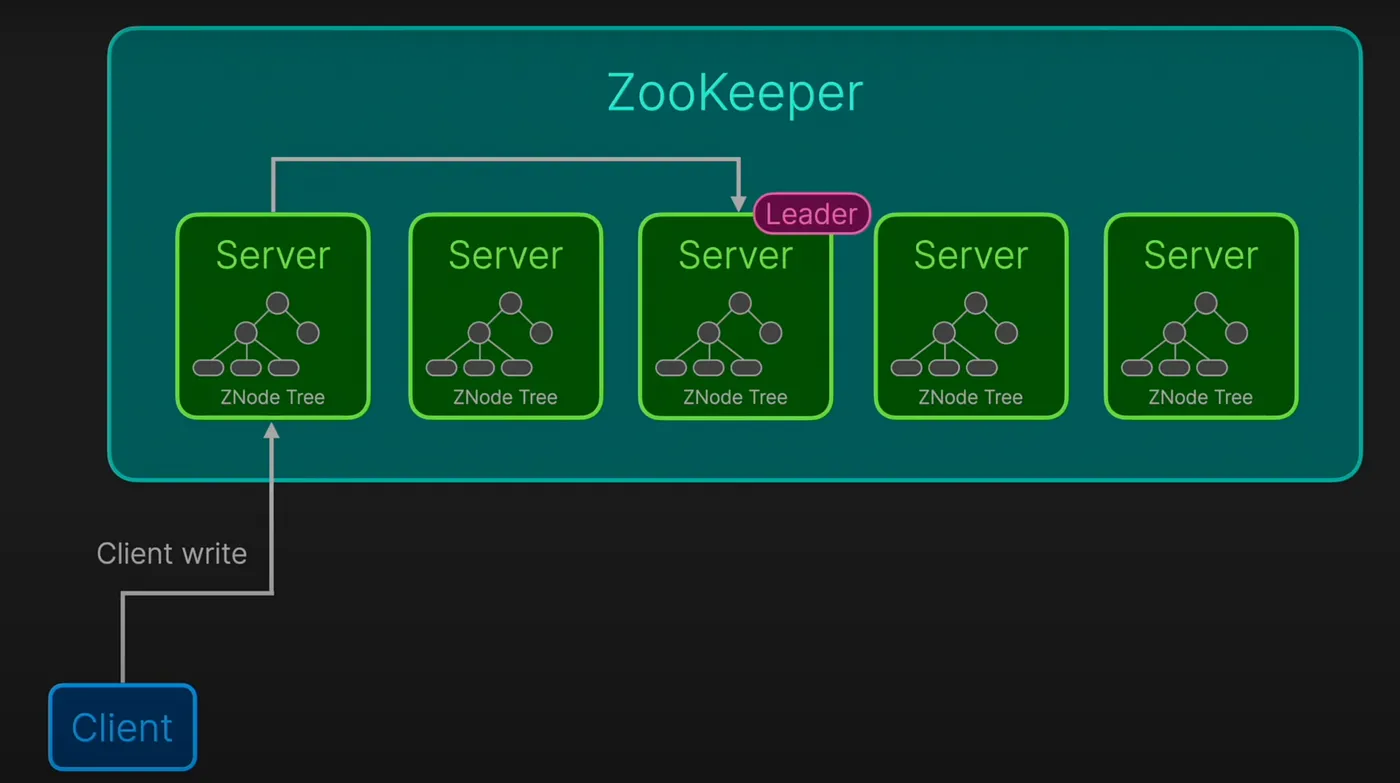 ZooKeeper
Leader
Server
Server
Server
Server
Server
ZNode Tree
ZNode Tree
ZNode Tree
ZNode Tree
ZNode Tree
Client write
Client